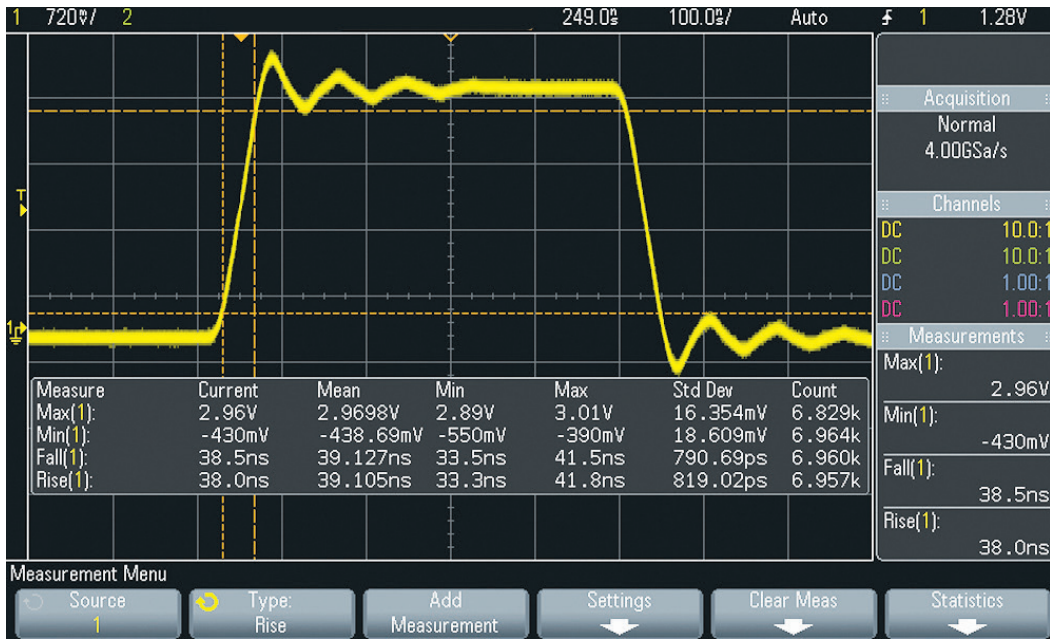 1 720♥/ 2 249.0s 100.0s/ Auto 1 1.28V
Acquisition
Normal
4.00GSa/s
T
Channels
DC 10.0:1
DC 10.0:1
DC 1.00:1
DC 1.00:1
1
Measurements
Max(1):
2.96V
Min(1):
-430mV
Fall(1):
38.5ns
Rise(1):
38.0ns
Measure Current Mean Min Max Std Dev Count
Max(1): 2.96V 2.9698V 2.89V 3.01V 16.354mV 6.829k
Min(1): -430mV -438.69mV -550mV -390mV 18.609mV 6.964k
Fall(1): 38.5ns 39.127ns 33.5ns 41.5ns 790.69ps 6.960k
Rise(1): 38.0ns 39.105ns 33.3ns 41.8ns 819.02ps 6.957k
Measurement Menu
Source
1
Type:
Rise
Add
Measurement
Settings
Clear Meas
Statistics